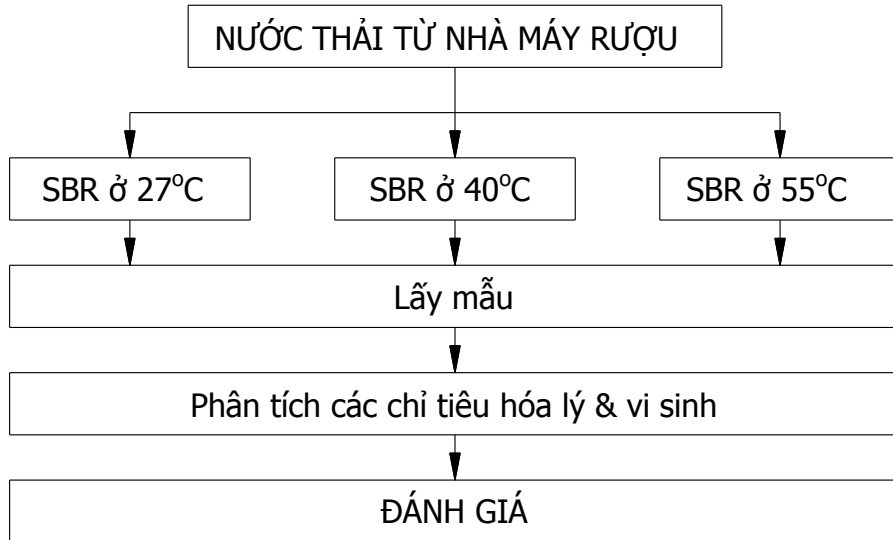 NƯỚC THẢI TỪ NHÀ MÁY RƯỢU
SBR ở 27°C
SBR ở 40°C
SBR ở 55°C
Lấy mẫu
Phân tích các chỉ tiêu hóa lý & vi sinh
ĐÁNH GIÁ